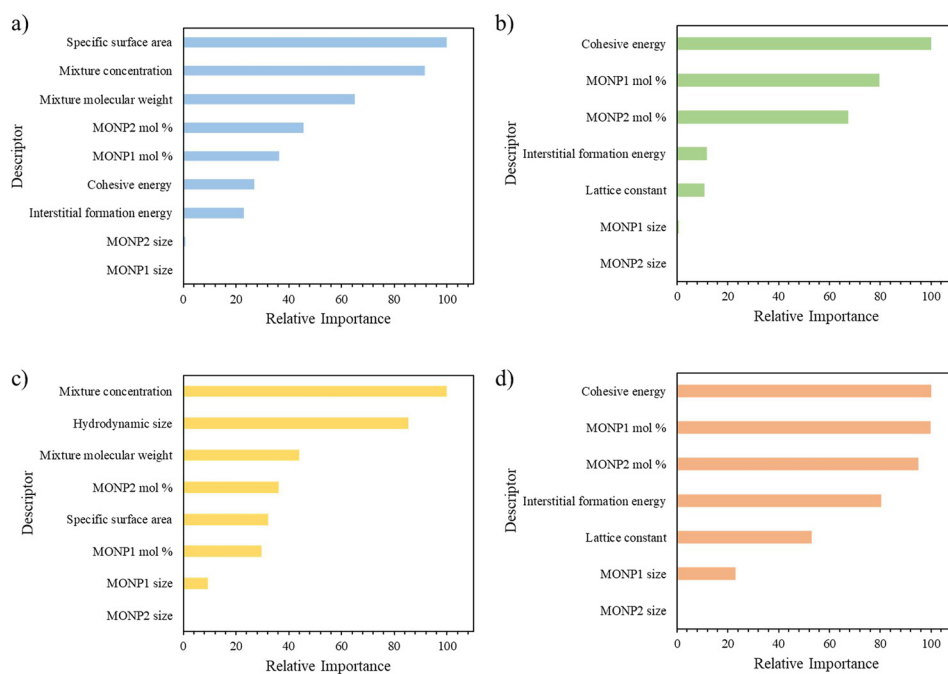 a)
Descriptor
Specific surface area
Mixture concentration
Mixture molecular weight
MONP2 mol %
MONP1 mol %
Cohesive energy
Interstitial formation energy
MONP2 size
MONP1 size
0 20 40 60 80 100
Relative Importance
b)
Descriptor
Cohesive energy
MONP1 mol %
MONP2 mol %
Interstitial formation energy
Lattice constant
MONP1 size
MONP2 size
0 20 40 60 80 100
Relative Importance
c)
Descriptor
Mixture concentration
Hydrodynamic size
Mixture molecular weight
MONP2 mol %
Specific surface area
MONP1 mol %
MONP1 size
MONP2 size
0 20 40 60 80 100
Relative Importance
d)
Descriptor
Cohesive energy
MONP1 mol %
MONP2 mol %
Interstitial formation energy
Lattice constant
MONP1 size
MONP2 size
0 20 40 60 80 100
Relative Importance